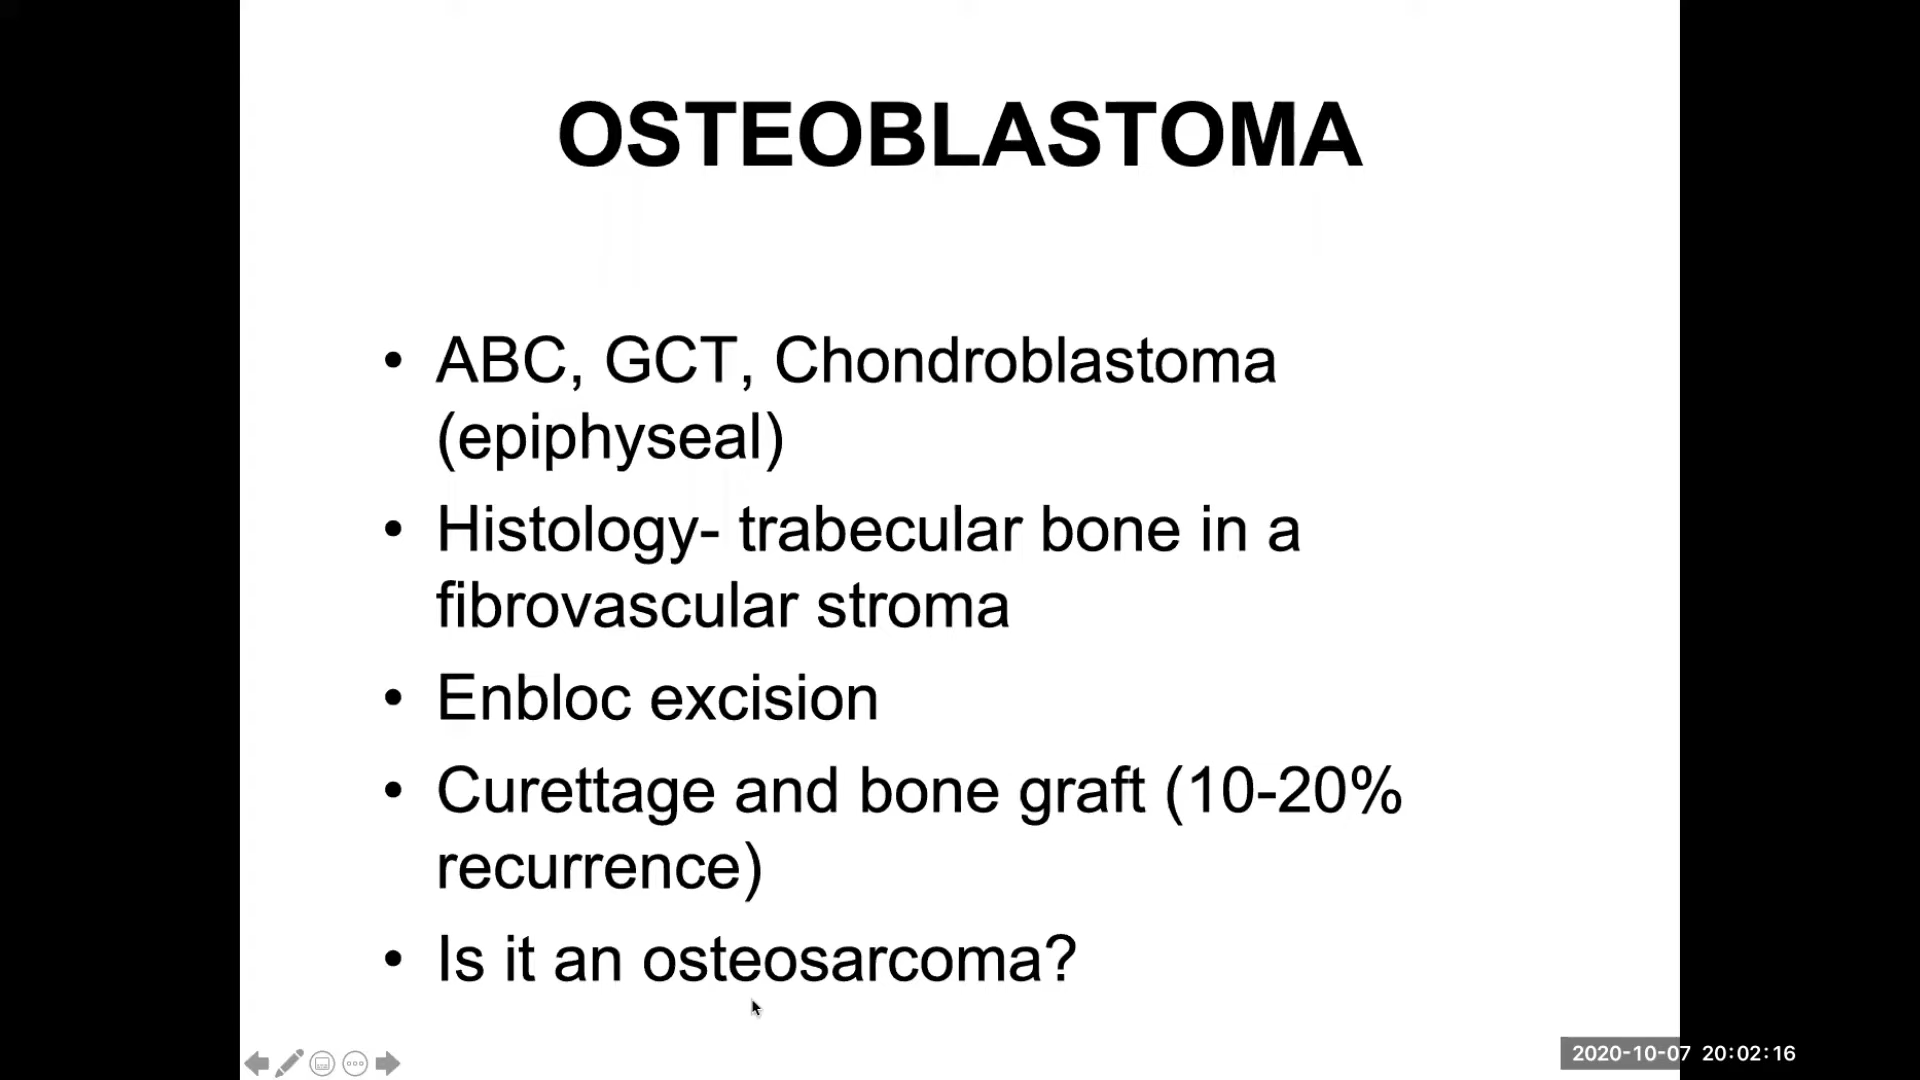 OSTEOBLASTOMA
• ABC, GCT, Chondroblastoma
(epiphyseal)
• Histology- trabecular bone in a
fibrovascular stroma
• Enbloc excision
• Curettage and bone graft (10-20%
recurrence)
• Is it an osteosarcoma?
2020-10-07 20:02:16